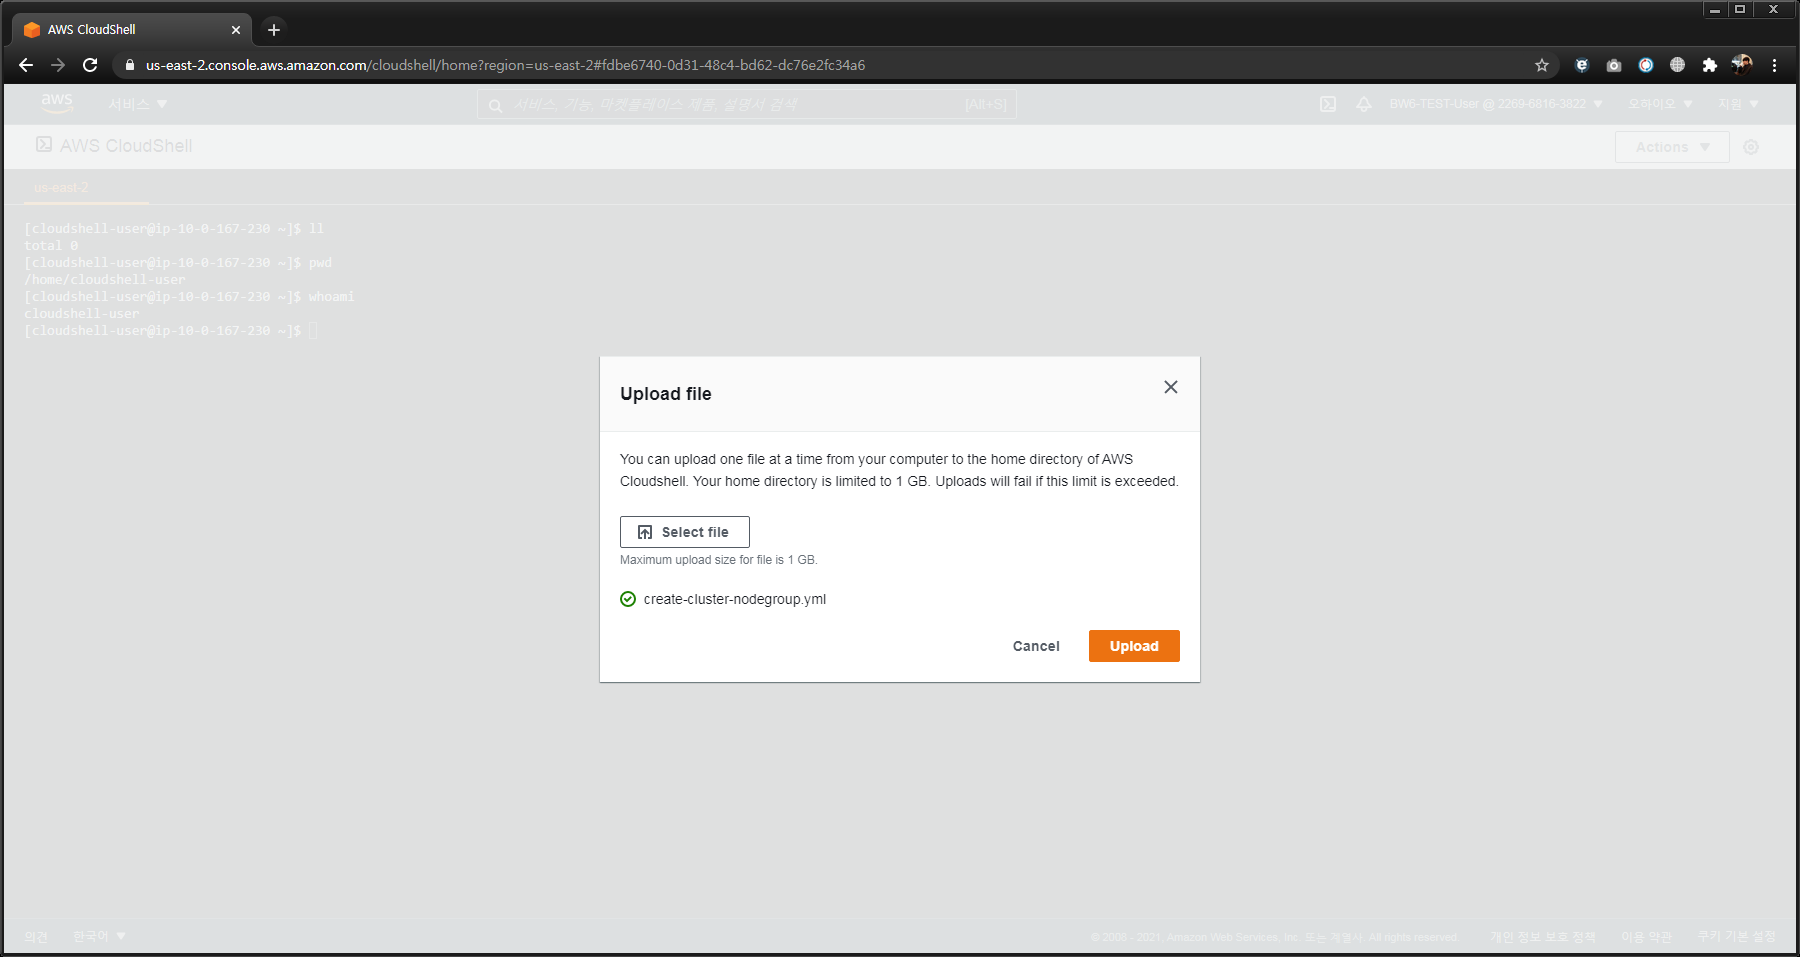 AWS CloudShell
us-east-2.console.aws.amazon.com/cloudshell/home?region=us-east-2#fdbe6740-0d31-48c4-bd62-dc76e2fc34a6
aws 서비스 ▼ 서비스, 기능, 마켓플레이스 제품, 설명서 검색 [Alt+S] BW6-TEST-User @ 2269-6816-3822 ▼ 오하이오 ▼ 지원 ▼
AWS CloudShell Actions ▼
us-east-2
[cloudshell-user@ip-10-0-167-230 ~]$ ll
total 0
[cloudshell-user@ip-10-0-167-230 ~]$ pwd
/home/cloudshell-user
[cloudshell-user@ip-10-0-167-230 ~]$ whoami
cloudshell-user
[cloudshell-user@ip-10-0-167-230 ~]$
Upload file
You can upload one file at a time from your computer to the home directory of AWS
Cloudshell. Your home directory is limited to 1 GB. Uploads will fail if this limit is exceeded.
Select file
Maximum upload size for file is 1 GB.
create-cluster-nodegroup.yml
Cancel Upload
의견 한국어 ▼ © 2008 - 2021, Amazon Web Services, Inc. 또는 계열사. All rights reserved. 개인 정보 보호 정책 이용 약관 쿠키 기본 설정